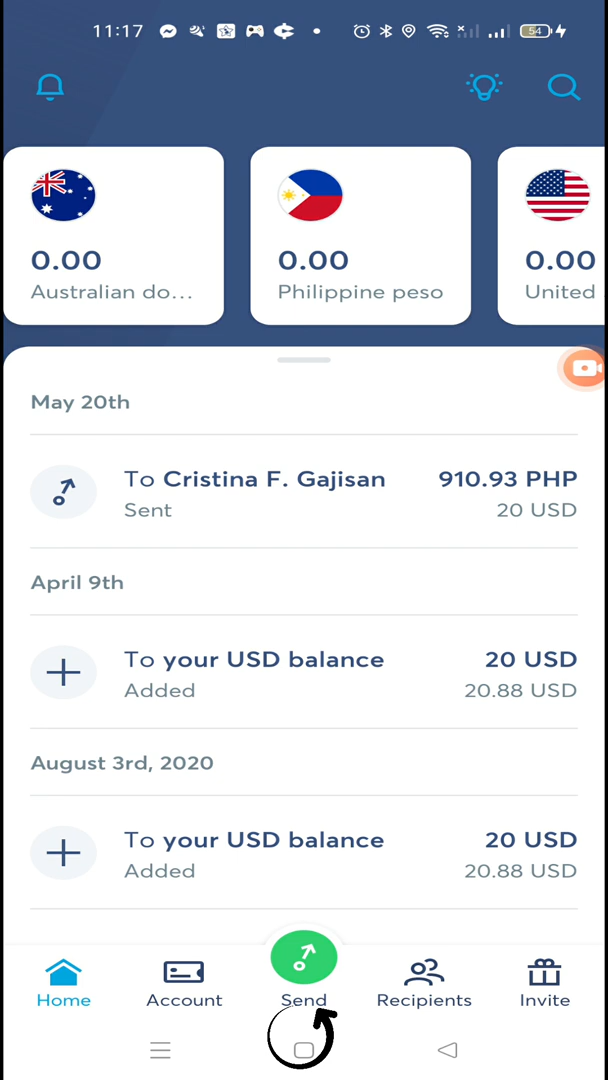 11:17
54
0.00
Australian do...
0.00
Philippine peso
0.00
United
May 20th
To Cristina F. Gajisan
910.93 PHP
Sent
20 USD
April 9th
To your USD balance
20 USD
Added
20.88 USD
August 3rd, 2020
To your USD balance
20 USD
Added
20.88 USD
Home
Account
Send
Recipients
Invite